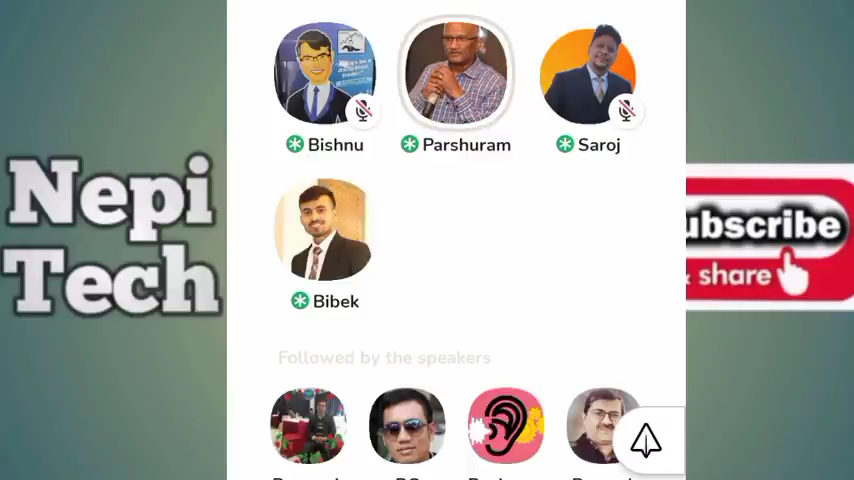 Bishnu
Parshuram
Saroj
Nepi
Tech
ubscribe
& share
Bibek
Followed by the speakers